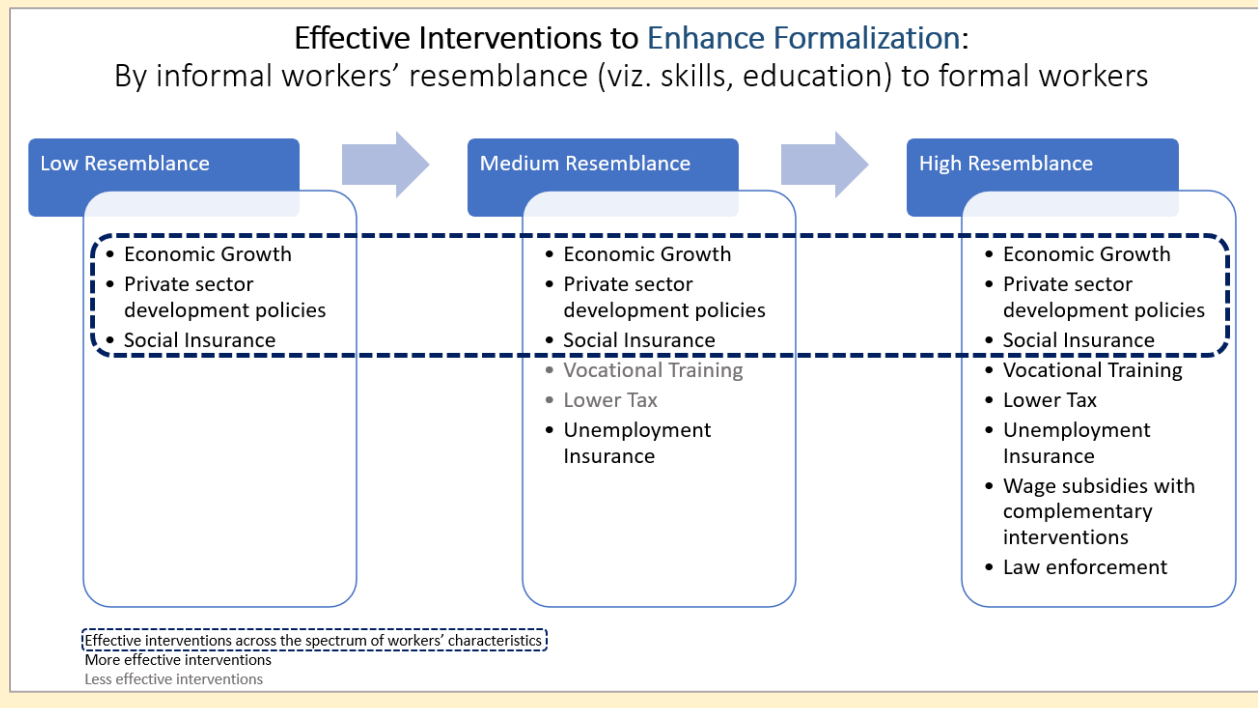 Effective Interventions to Enhance Formalization:
By informal workers’ resemblance (viz. skills, education) to formal workers
Low Resemblance
• Economic Growth
• Private sector
development policies
• Social Insurance
Medium Resemblance
• Economic Growth
• Private sector
development policies
• Social Insurance
• Vocational Training
• Lower Tax
• Unemployment
Insurance
High Resemblance
• Economic Growth
• Private sector
development policies
• Social Insurance
• Vocational Training
• Lower Tax
• Unemployment
Insurance
• Wage subsidies with
complementary
interventions
• Law enforcement
Effective interventions across the spectrum of workers’ characteristics
More effective interventions
Less effective interventions